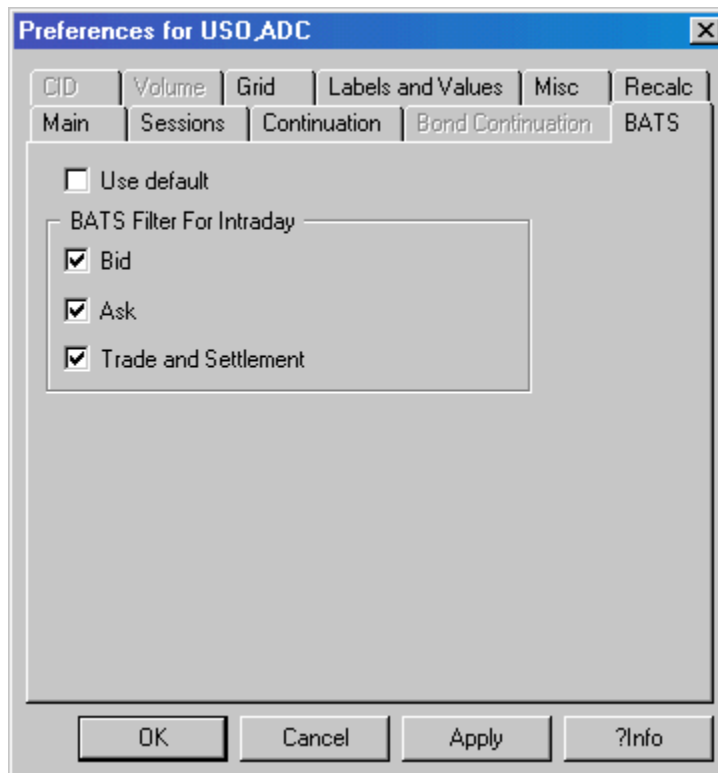 Preferences for US0,ADC
CID Volume Grid Labels and Values Misc Recalc
Main Sessions Continuation Bond Continuation BATS
Use default
BATS Filter For Intraday
Bid
Ask
Trade and Settlement
OK Cancel Apply ?Info